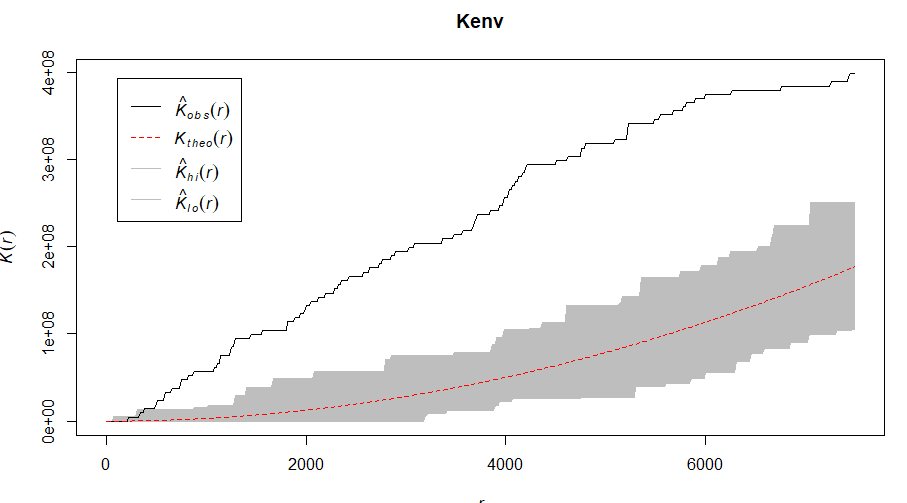 Kenv
K̂obs(r)
Ktheo(r)
K̂hi(r)
K̂lo(r)
K(r)
4e+08
3e+08
2e+08
1e+08
0e+00
0 2000 4000 6000